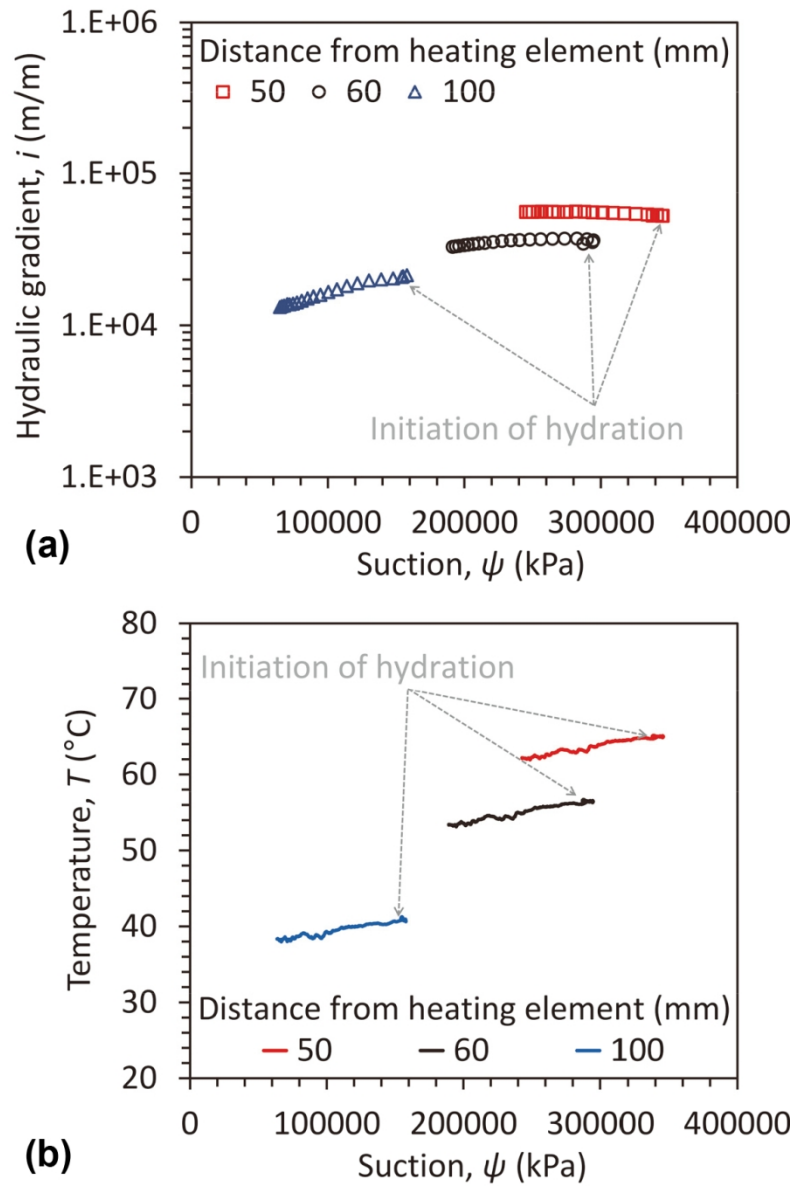 1.E+06
Distance from heating element (mm)
50 60 100
1.E+05
1.E+04
Initiation of hydration
1.E+03
Hydraulic gradient, i (m/m)
0 100000 200000 300000 400000
(a)
Suction, ψ (kPa)
80
Initiation of hydration
70
60
50
40
30
Distance from heating element (mm)
50 60 100
20
Temperature, T (°C)
0 100000 200000 300000 400000
(b)
Suction, ψ (kPa)